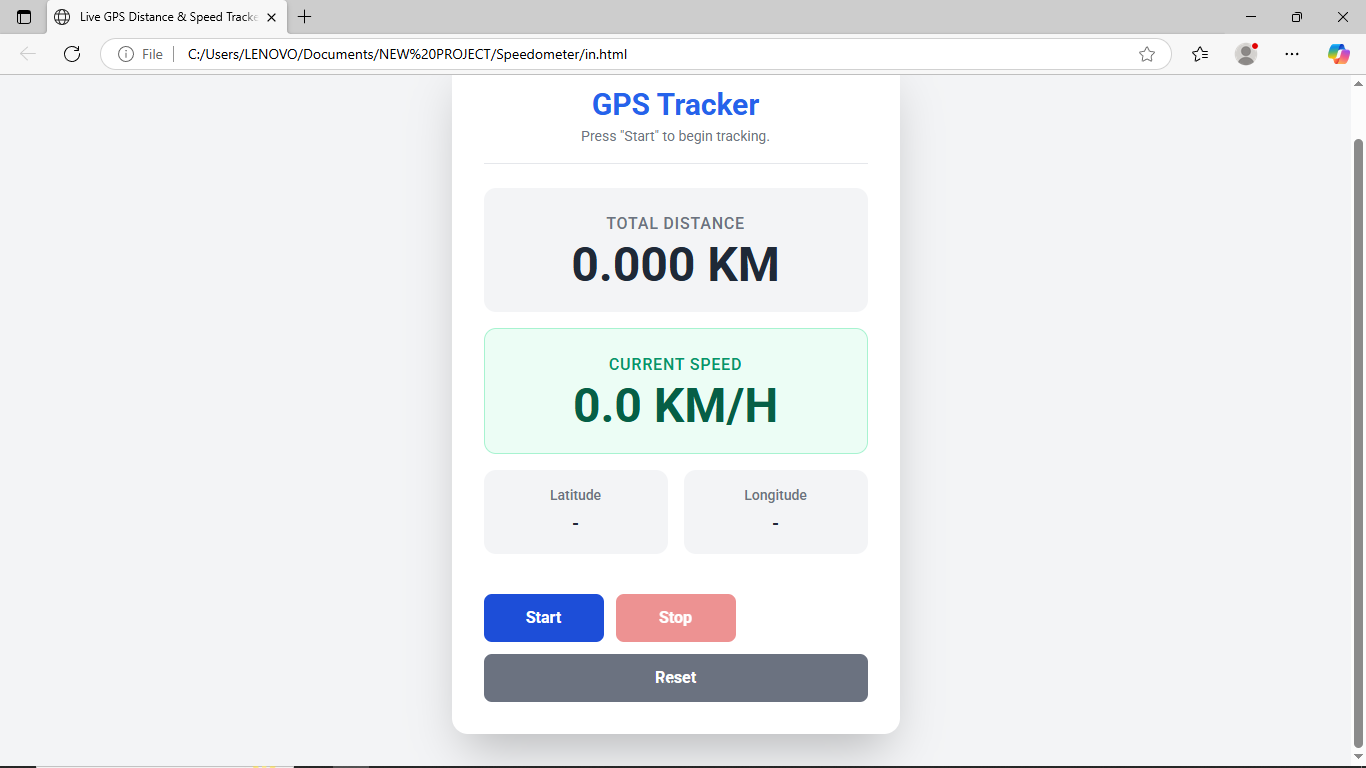 Live GPS Distance & Speed Tracke
File
C:/Users/LENOVO/Documents/NEW%20PROJECT/Speedometer/in.html
GPS Tracker
Press "Start" to begin tracking.
TOTAL DISTANCE
0.000 KM
CURRENT SPEED
0.0 KM/H
Latitude Longitude
- -
Start Stop
Reset